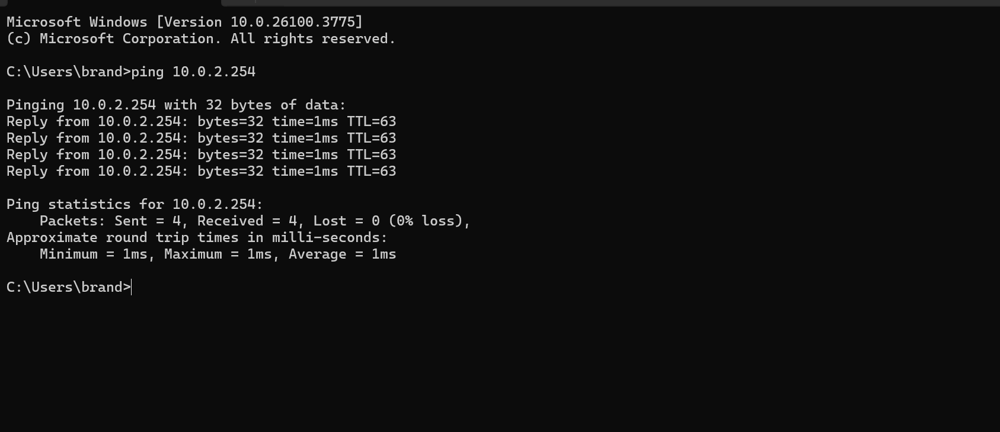 Microsoft Windows [Version 10.0.26100.3775]
(c) Microsoft Corporation. All rights reserved.
C:\Users\brand>ping 10.0.2.254
Pinging 10.0.2.254 with 32 bytes of data:
Reply from 10.0.2.254: bytes=32 time=1ms TTL=63
Reply from 10.0.2.254: bytes=32 time=1ms TTL=63
Reply from 10.0.2.254: bytes=32 time=1ms TTL=63
Reply from 10.0.2.254: bytes=32 time=1ms TTL=63
Ping statistics for 10.0.2.254:
    Packets: Sent = 4, Received = 4, Lost = 0 (0% loss),
Approximate round trip times in milli-seconds:
    Minimum = 1ms, Maximum = 1ms, Average = 1ms
C:\Users\brand>